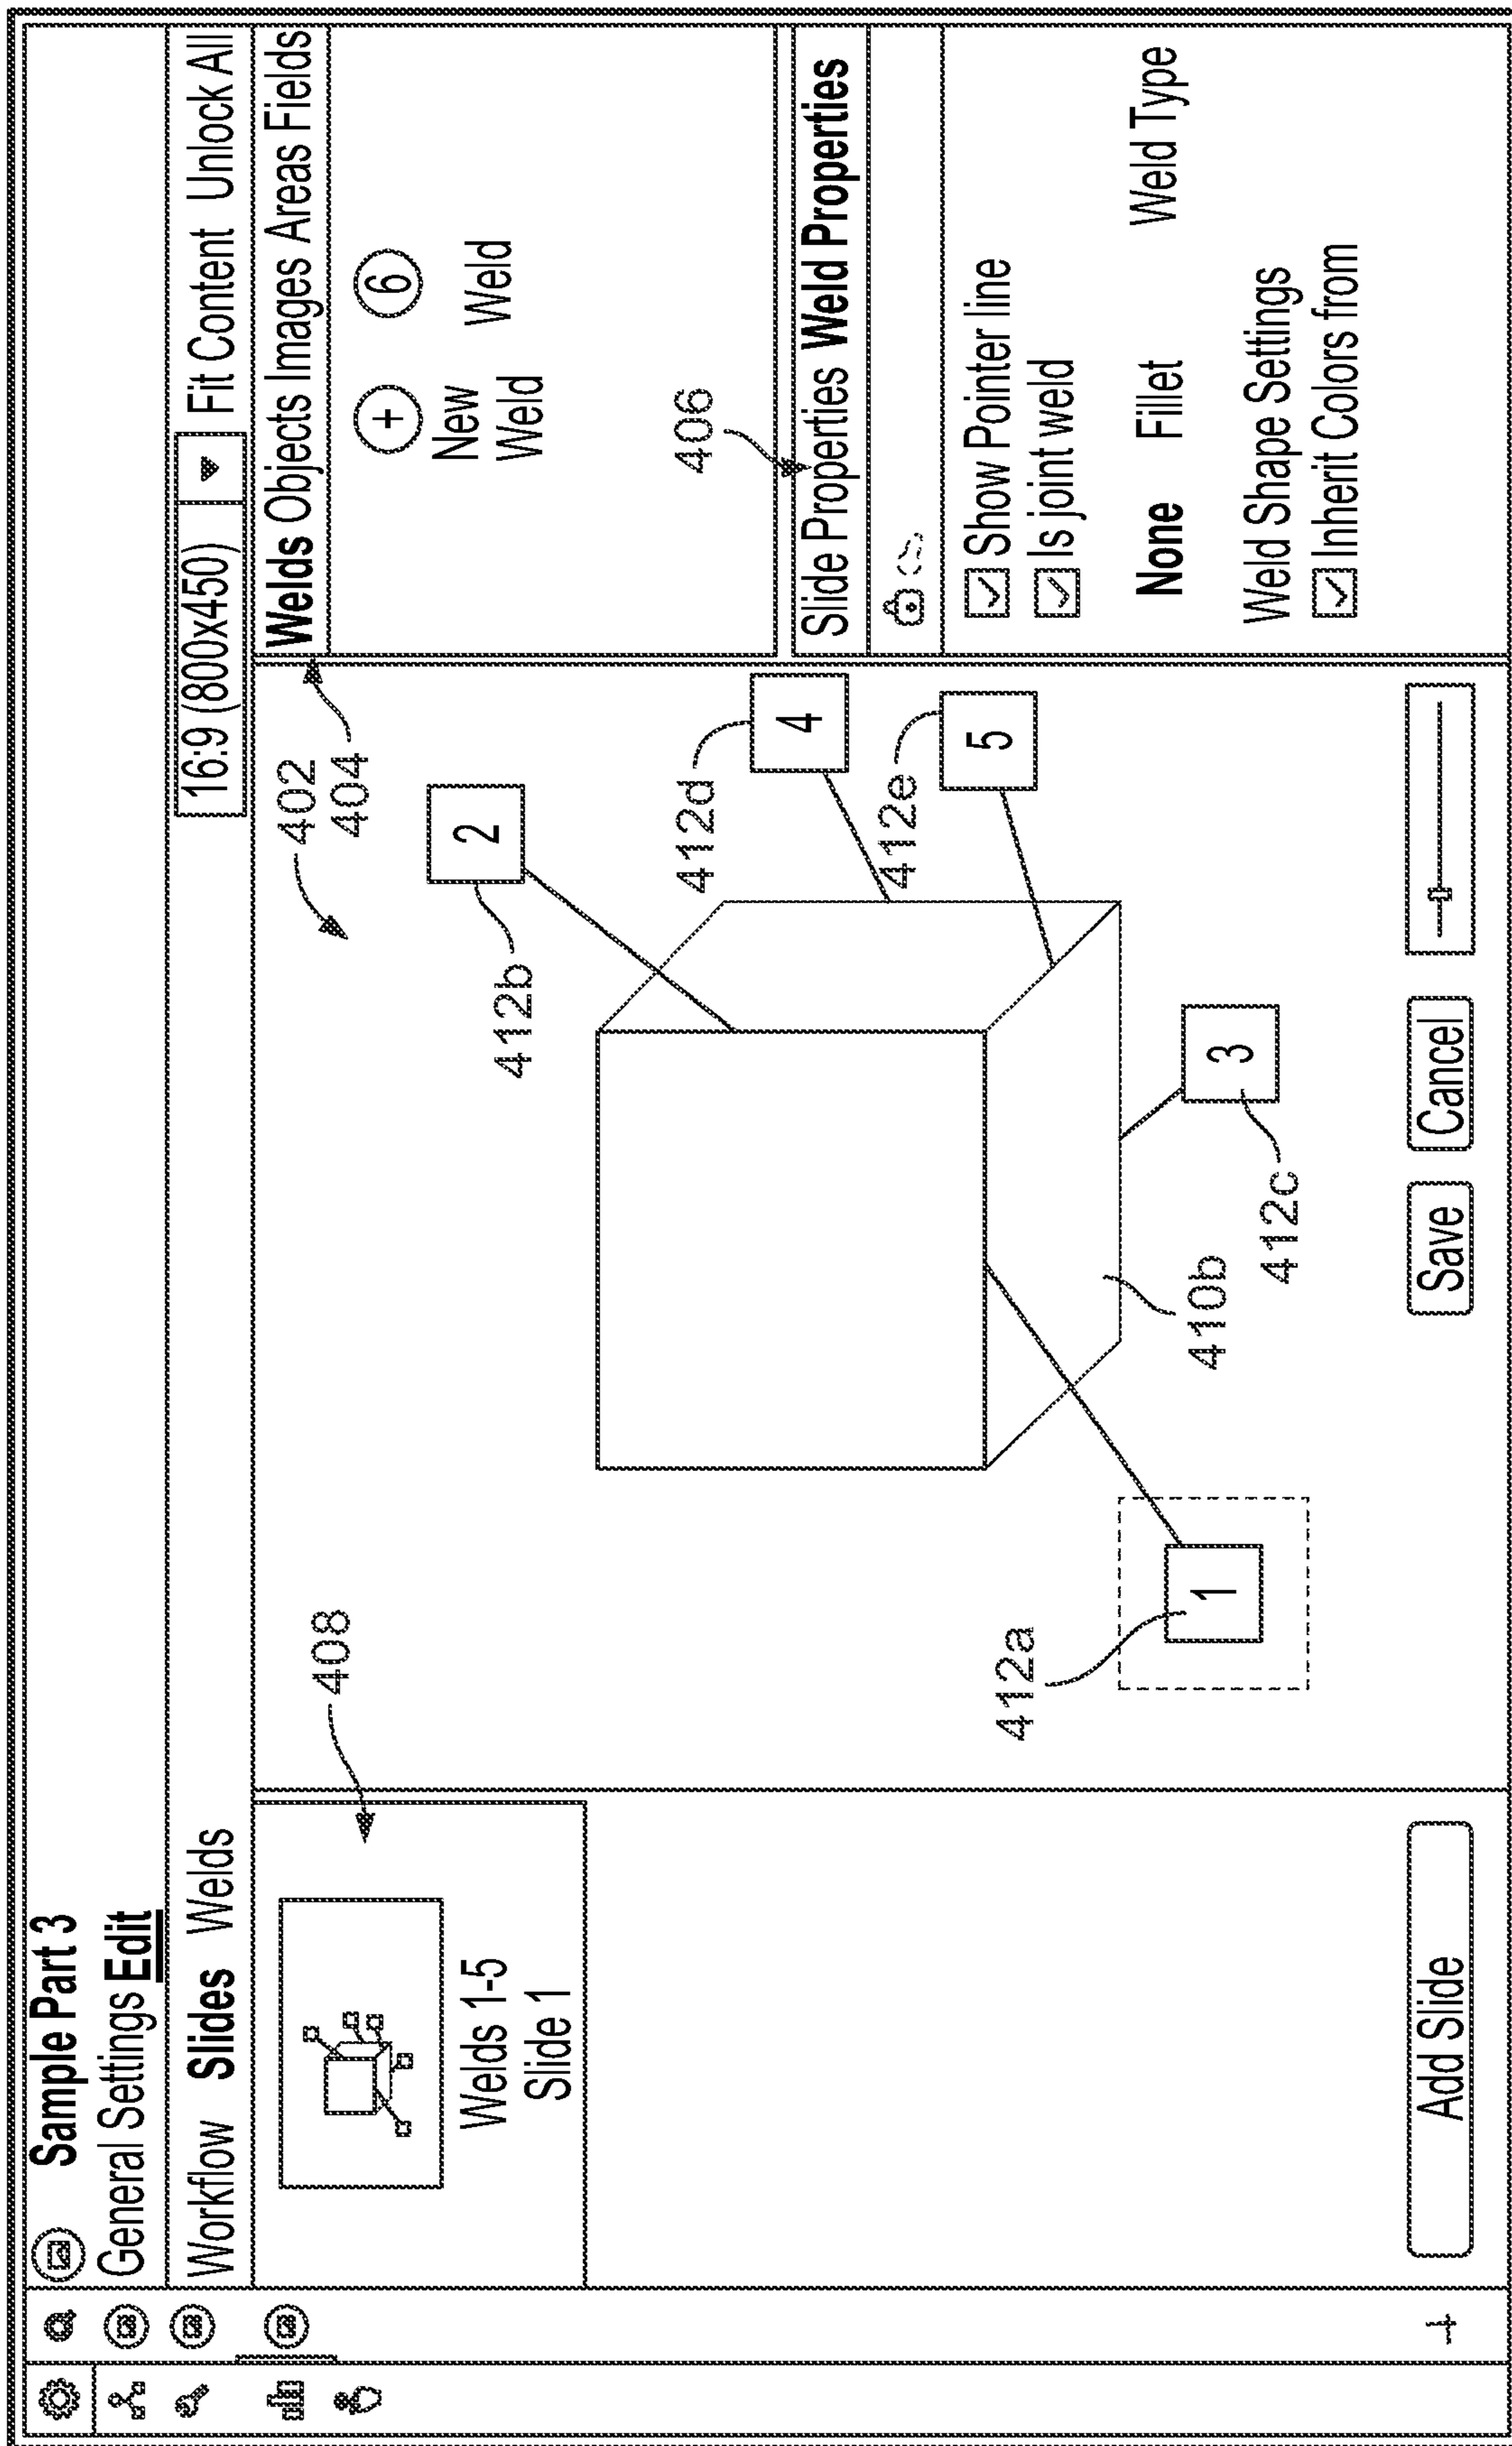 Sample Part 3
General Settings Edit
Workflow Slides Welds
16:9 (800x450) Fit Content Unlock All
408
Welds 1-5
Slide 1
Add Slide
402
404
2
412b
412d
4
412e
5
3
412c
410b
1
412a
Save Cancel
Welds Objects Images Areas Fields
+ 6
New Weld
Weld
406
Slide Properties Weld Properties
Show Pointer line
Is joint weld
None Fillet Weld Type
Weld Shape Settings
Inherit Colors from